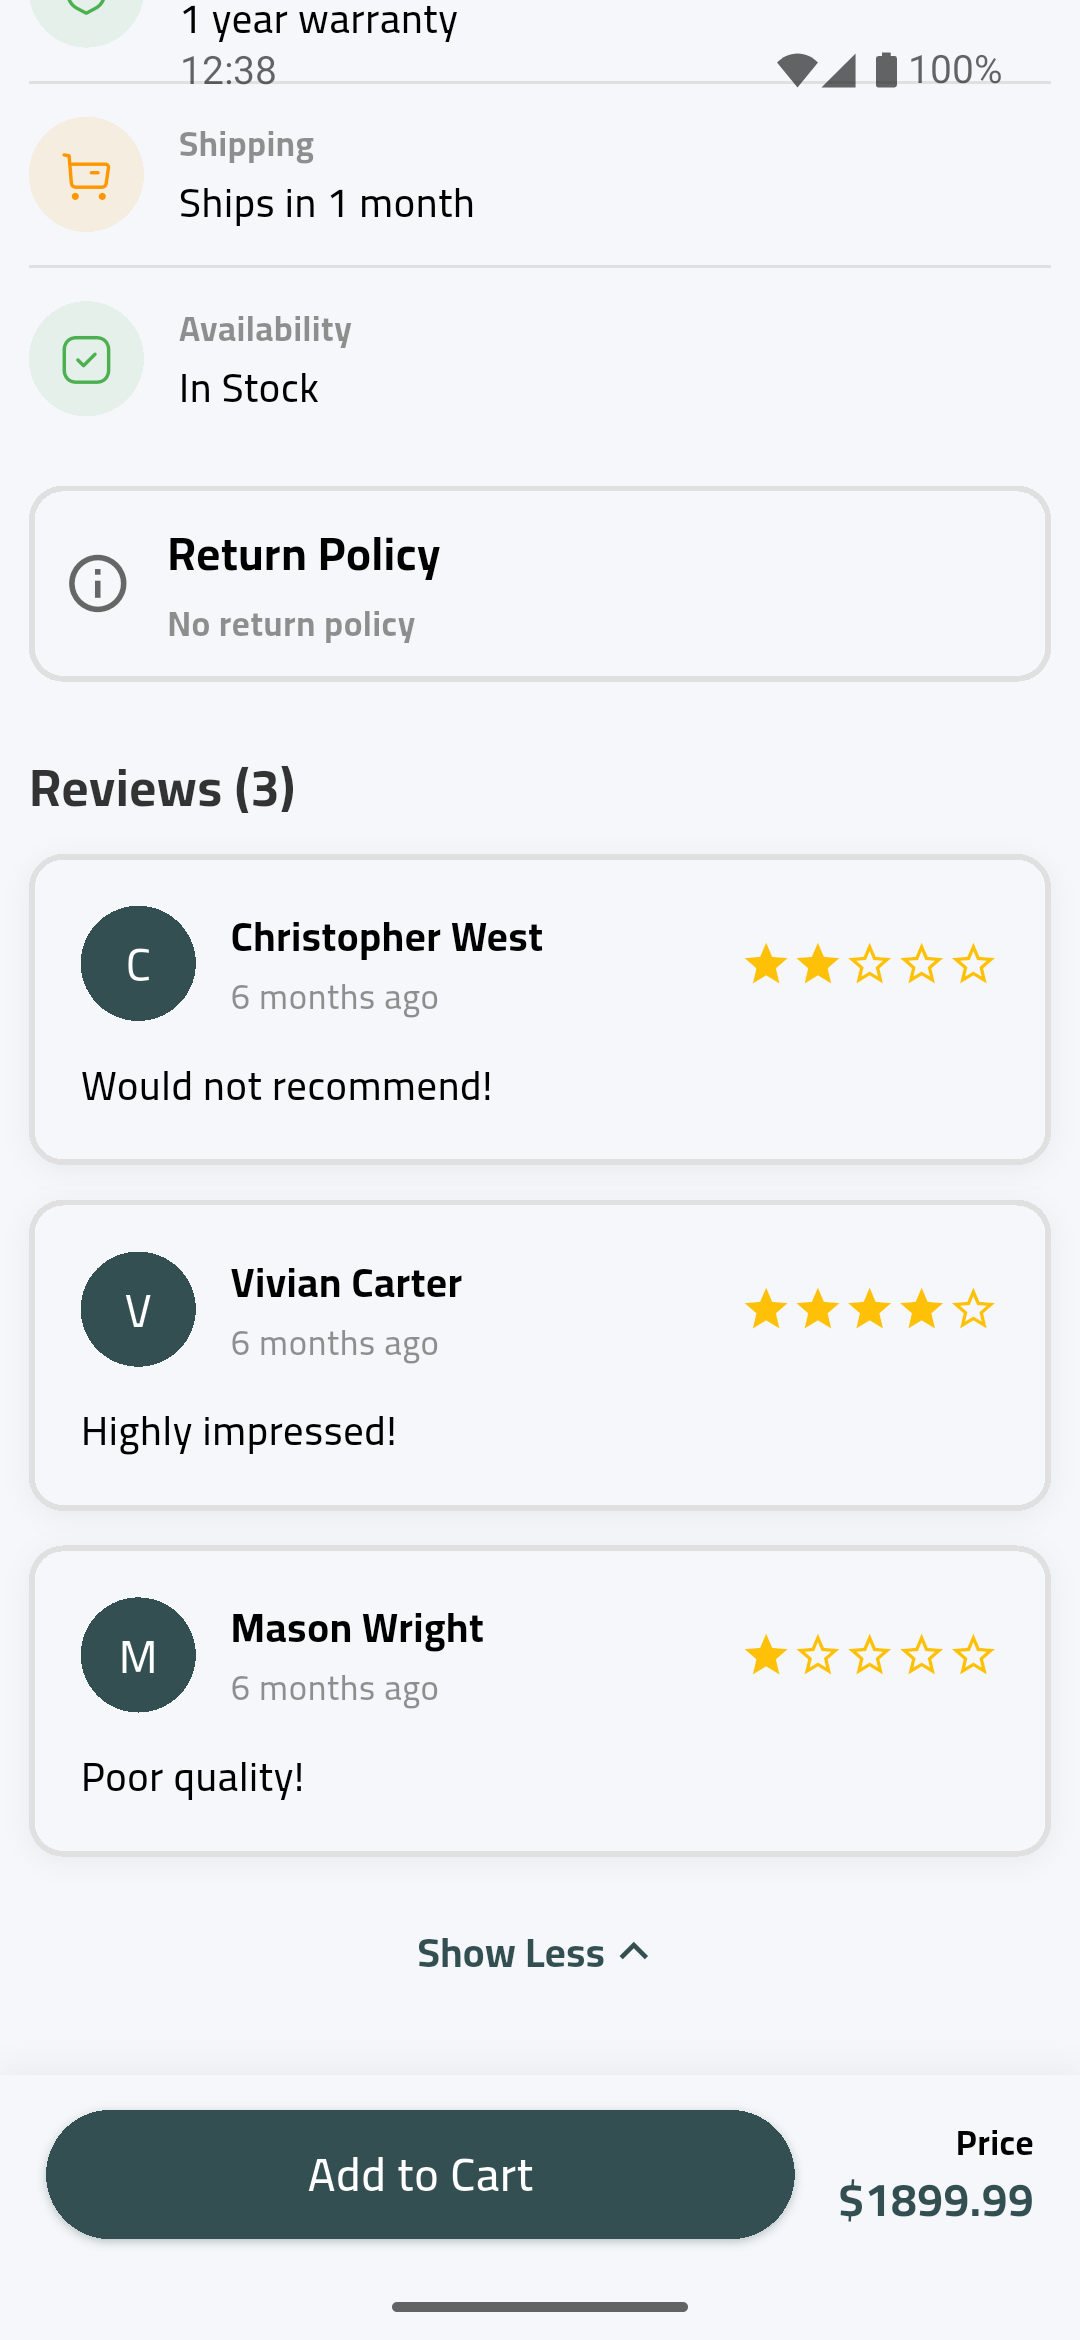 1 year warranty
12:38
100%
Shipping
Ships in 1 month
Availability
In Stock
Return Policy
No return policy
Reviews (3)
C
Christopher West
6 months ago
Would not recommend!
V
Vivian Carter
6 months ago
Highly impressed!
M
Mason Wright
6 months ago
Poor quality!
Show Less
Add to Cart
Price
$1899.99